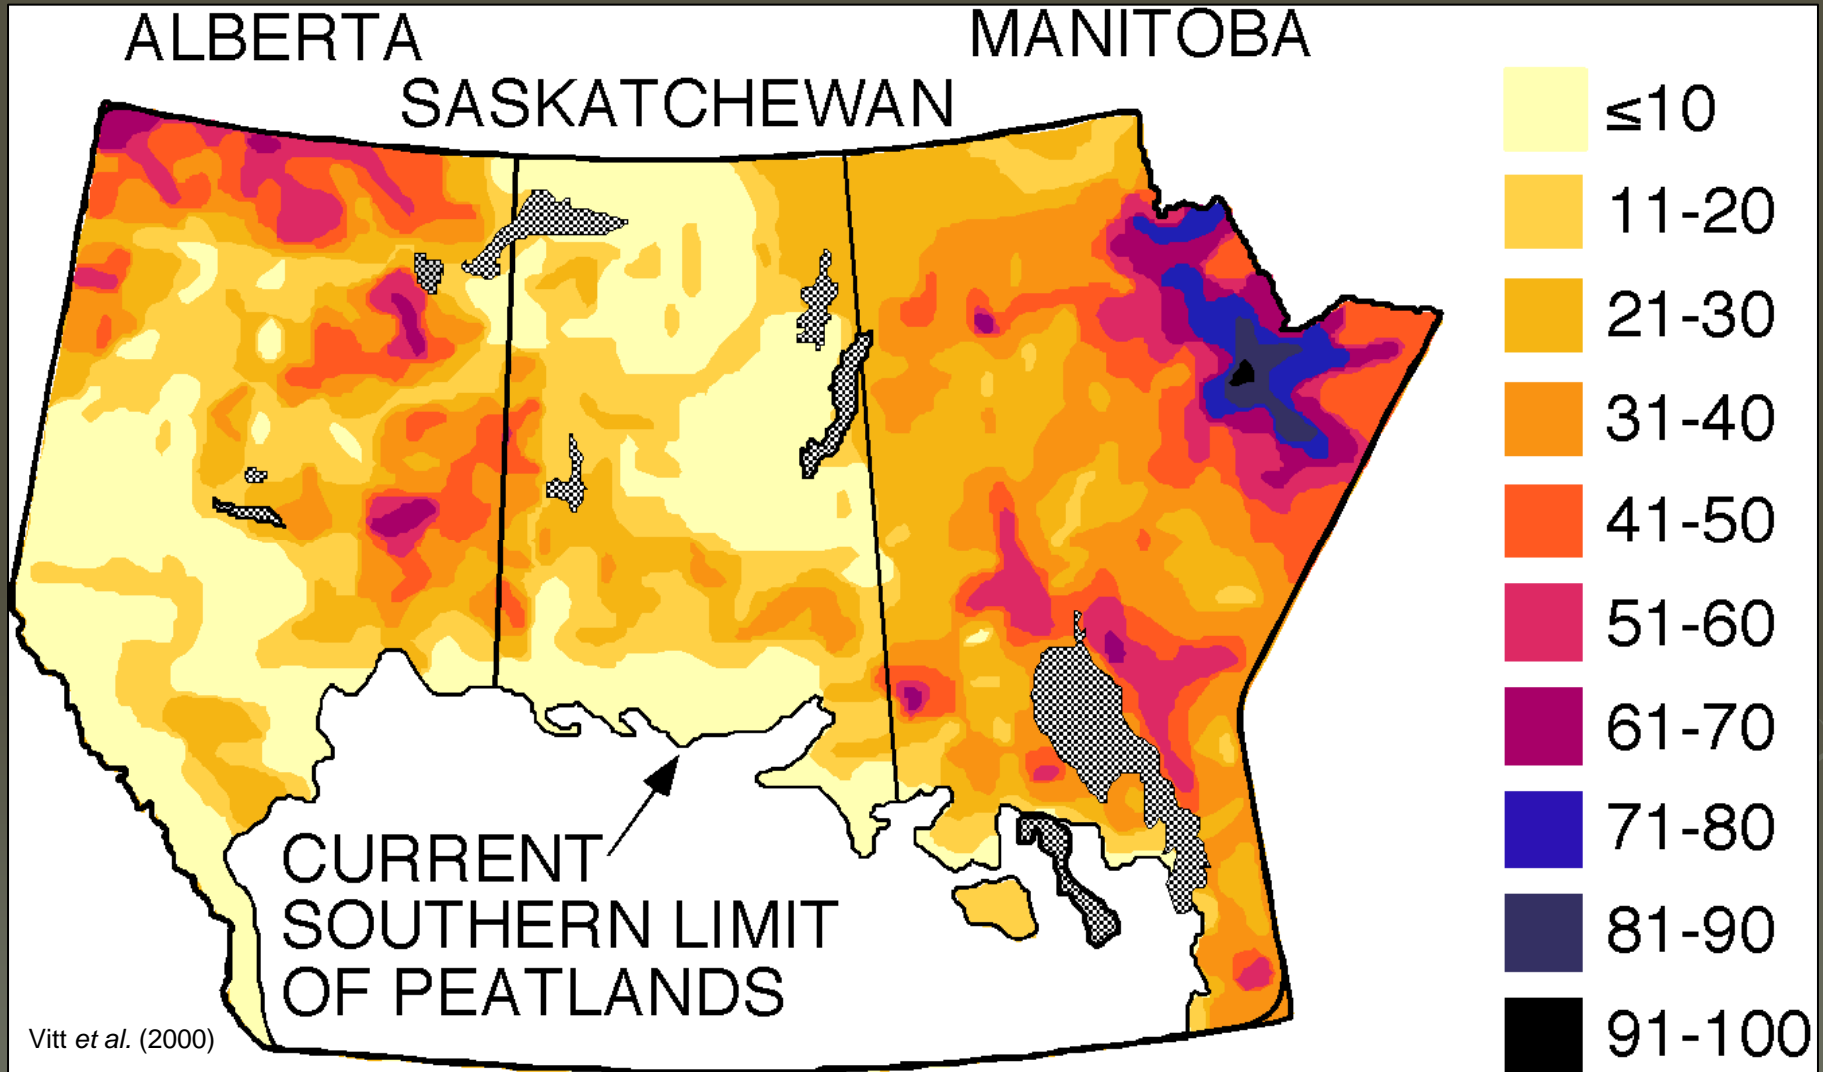 ALBERTA
MANITOBA
SASKATCHEWAN
≤10
11-20
21-30
31-40
41-50
51-60
61-70
71-80
81-90
91-100
CURRENT
SOUTHERN LIMIT
OF PEATLANDS
Vitt et al. (2000)